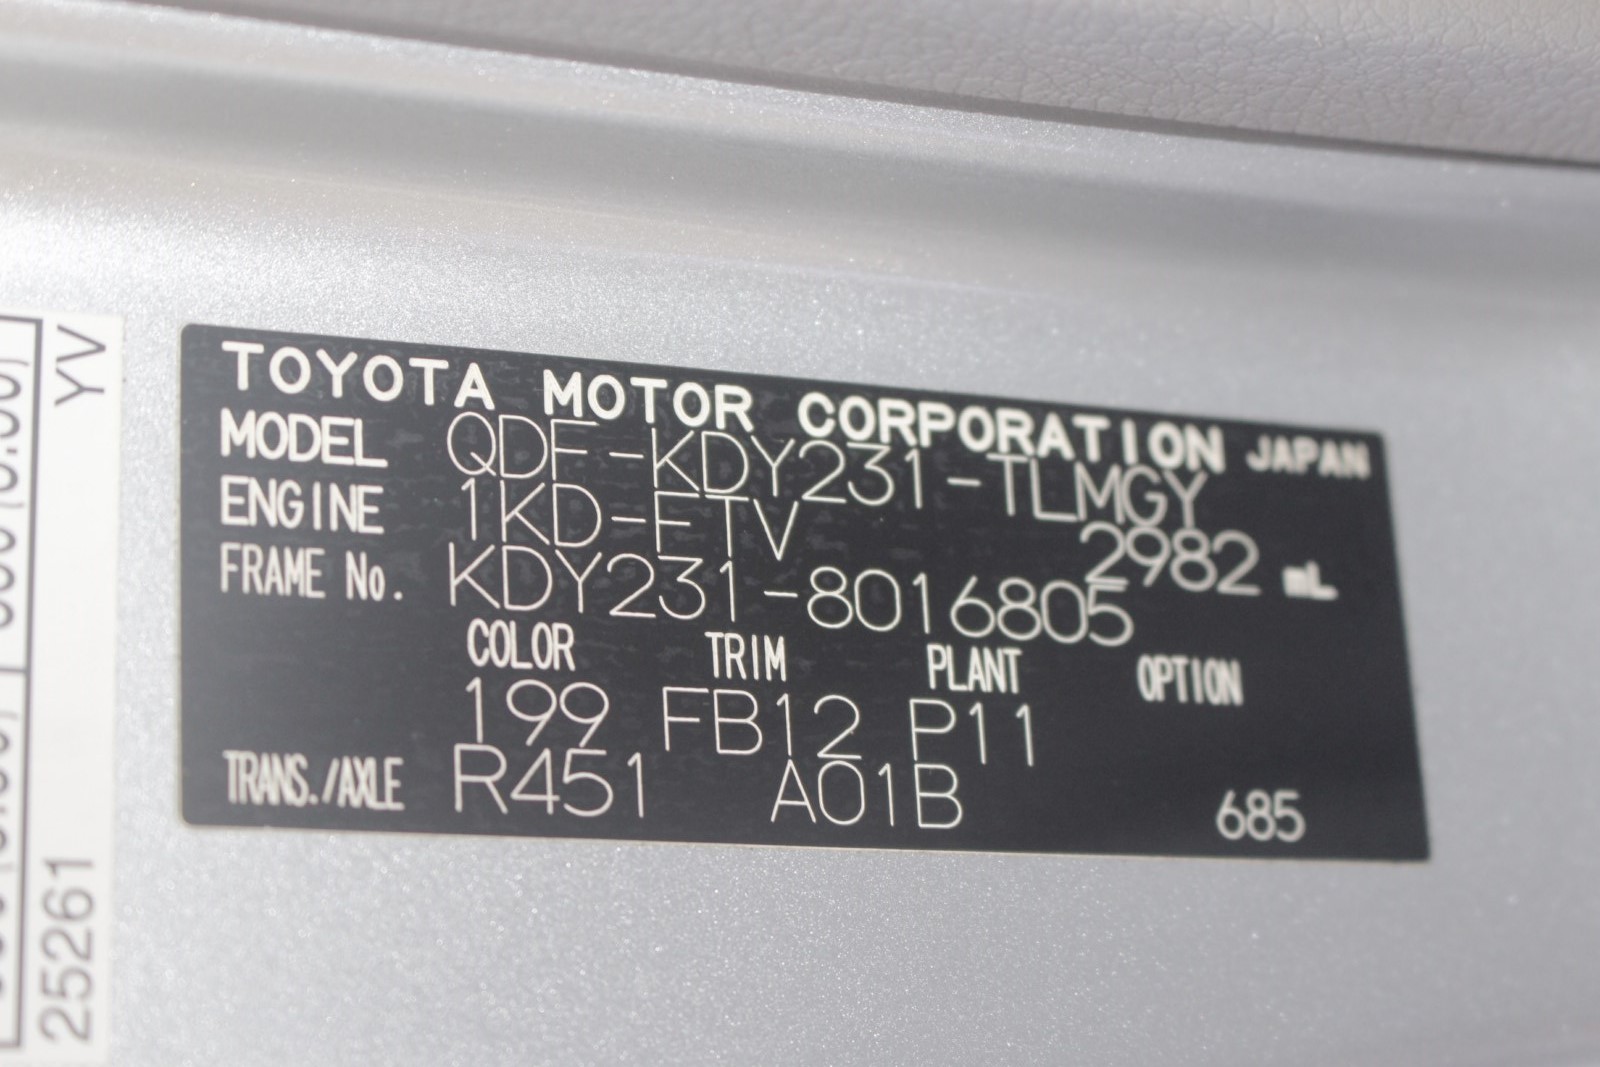 TOYOTA MOTOR CORPORATION JAPAN
MODEL QDF-KDY231-TLMGY
ENGINE 1KD-FTV 2982 mL
FRAME No. KDY231-8016805
COLOR TRIM PLANT OPTION
199 FB12 P11
TRANS./AXLE R451 A01B 685
YV
25261